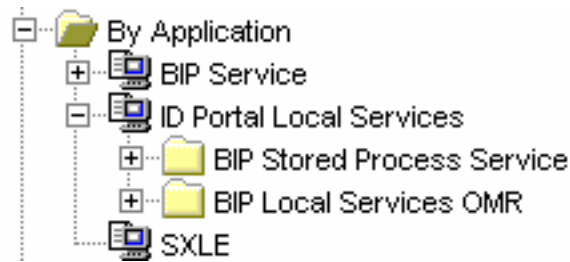 By Application
BIP Service
ID Portal Local Services
BIP Stored Process Service
BIP Local Services OMR
SXLE